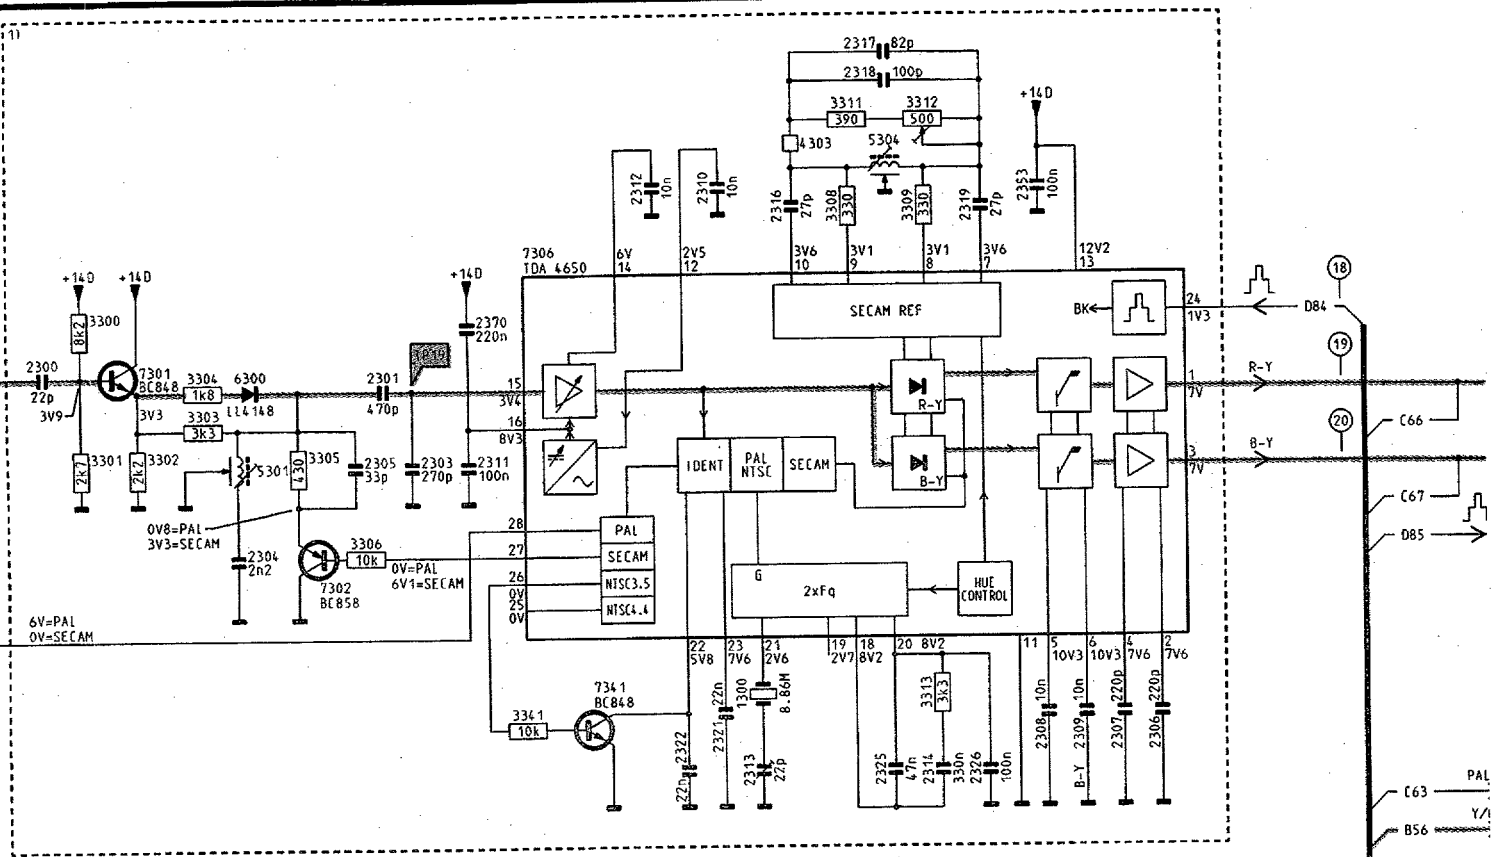 1)
2317 82p
2318 100p
3311 3312
390 500
4303
5304
+14D
2353
100n
2312
10n
2310
10n
2316
27p
3308
330
3309
330
2319
27p
7306
TDA 4650
6V
14
2V5
12
3V6
10
3V1
9
3V1
8
3V6
7
12V2
13
SECAM REF
BK
24
1V3
D84
18
+14D
+14D
3300
8k2
2300
22p
3V9
7301
BC848
3V3
3304
1k8
6300
LL4148
3303
3k3
3301
2k7
3302
2k2
5301
3305
430
2305
33p
2301
470p
2303
270p
+14D
2370
220n
2311
100n
15
3V4
16
8V3
R-Y
B-Y
IDENT
PAL
NTSC
SECAM
1
7V
R-Y
19
C66
3
7V
B-Y
20
C67
D85
0V8=PAL
3V3=SECAM
2304
2n2
7302
BC858
3306
10k
0V=PAL
6V1=SECAM
28
27
26
0V
25
0V
PAL
SECAM
NTSC3.5
NTSC4.4
G
2xFq
HUE
CONTROL
6V=PAL
0V=SECAM
22
5V8
23
7V6
21
2V6
19
2V7
18
8V2
20
8V2
11
5
10V3
6
10V3
4
7V6
2
7V6
7341
BC848
3341
10k
2322
22n
2321
22n
1300
8.86M
2313
22p
3313
3k3
2325
47n
2314
330n
2326
100n
2308
10n
2309
10n
B-Y
2307
220p
2306
220p
PAL
C63
B56